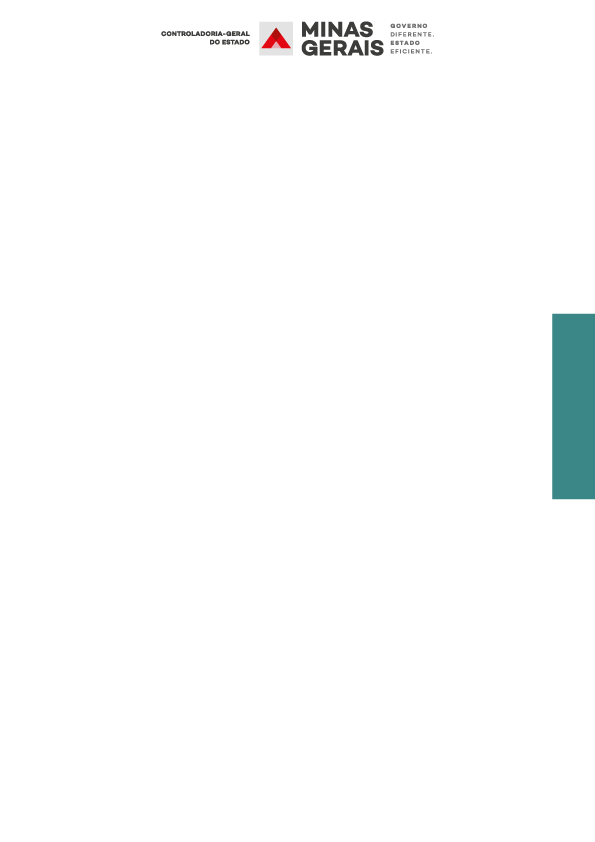 CONTROLADORIA-GERAL
DO ESTADO
MINAS
GERAIS
GOVERNO
DIFERENTE.
ESTADO
EFICIENTE.